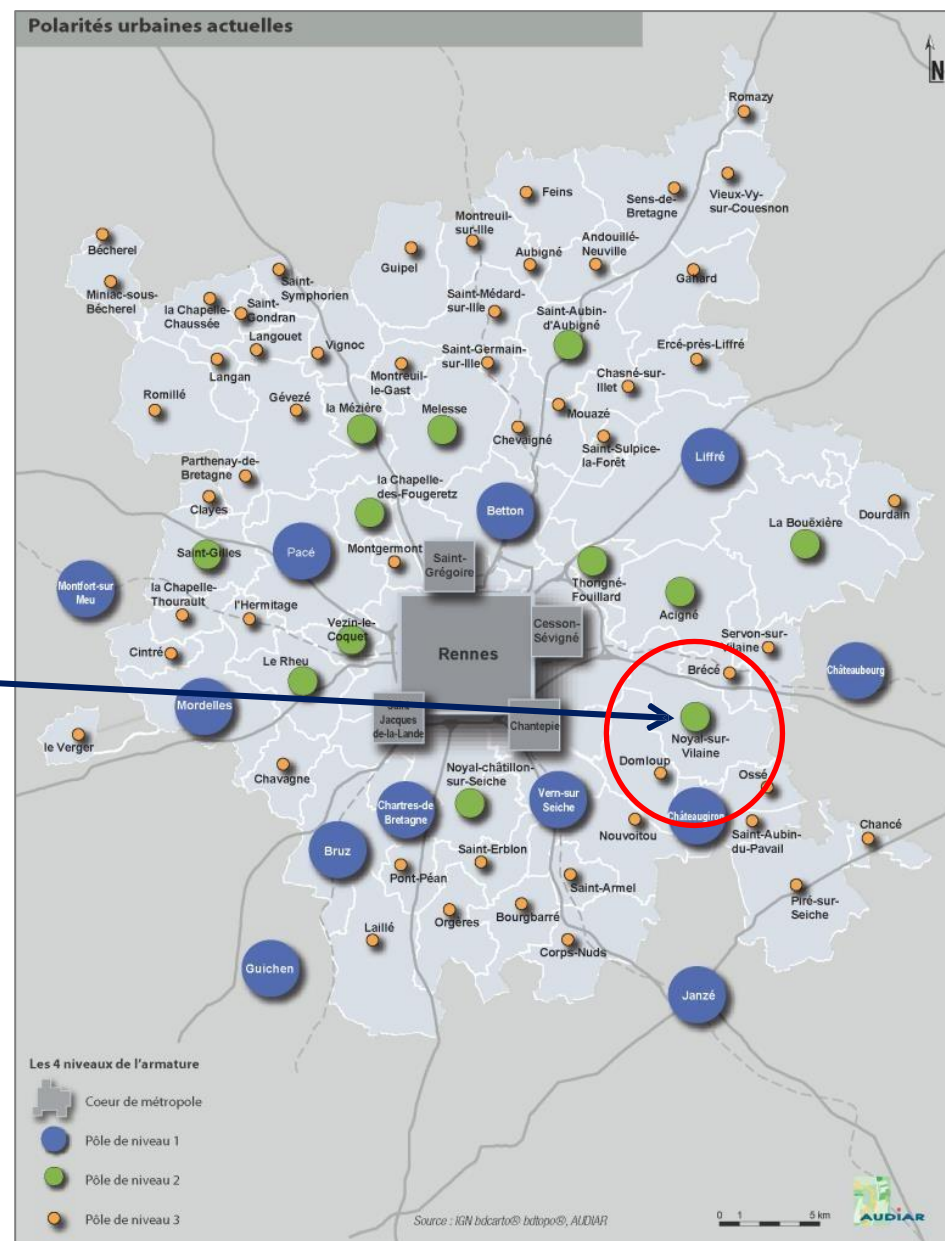 Polarités urbaines actuelles
N
Romazy
Feins
Sens-de-
Bretagne
Vieux-Vy-
sur-Couesnon
Montreuil-
sur-Ille
Bécherel
Guipel
Aubigné
Andouillé-
Neuville
Gahard
Miniac-sous-
Bécherel
la Chapelle-
Chaussée
Saint-
Symphorien
Saint-
Gondran
Saint-Médard-
sur-Ille
Saint-Aubin-
d'Aubigné
Langouet
Vignoc
Langan
Montreuil-
le-Gast
Saint-Germain-
sur-Ille
Ercé-près-Liffré
Chasné-sur-
Illet
Romillé
Gévezé
la Mézière
Melesse
Mouazé
Chevaigné
Saint-Sulpice-
la-Forêt
Liffré
Parthenay-de-
Bretagne
Clayes
la Chapelle-
des-Fougeretz
Betton
Dourdain
La Bouëxière
Saint-Gilles
Pacé
Montgermont
Saint-
Grégoire
Thorigné-
Fouillard
Acigné
Montfort-sur
Meu
la Chapelle-
Thourault
l'Hermitage
Vezin-le-
Coquet
Cesson-
Sévigné
Servon-sur-
Vilaine
Cintré
Le Rheu
Rennes
Brécé
Châteaubourg
Mordelles
Jacques
de-la-Lande
Chantepie
Noyal-sur-
Vilaine
le Verger
Chavagne
Noyal-châtillon-
sur-Seiche
Domloup
Ossé
Chartres-de
Bretagne
Vern-sur
Seiche
Châteaugiron
Nouvoitou
Saint-Aubin-
du-Pavail
Chancé
Bruz
Saint-Erblon
Pont-Péan
Saint-Armel
Piré-sur-
Seiche
Laillé
Orgères
Bourgbarré
Corps-Nuds
Guichen
Janzé
Les 4 niveaux de l'armature
Coeur de métropole
Pôle de niveau 1
Pôle de niveau 2
Pôle de niveau 3
Source : IGN bdcarto® bdtopo®, AUDIAR
0 1 5 km
AUDIAR